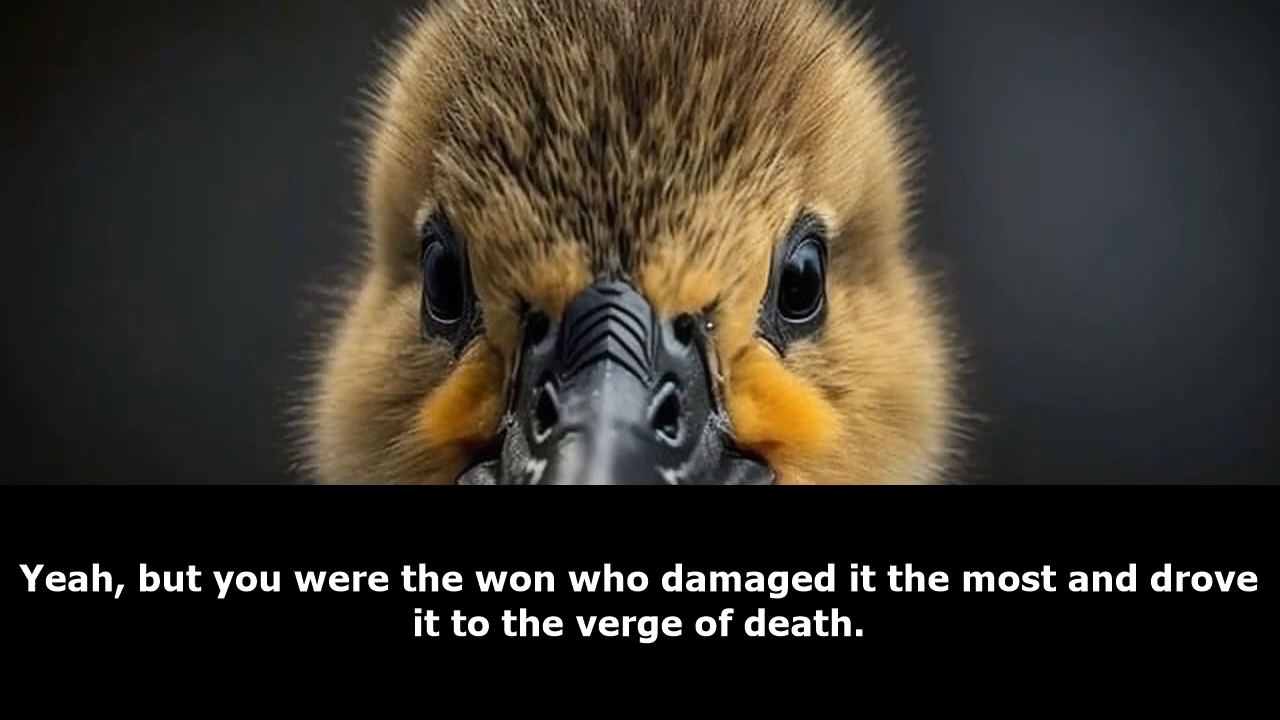 Yeah, but you were the won who damaged it the most and drove
it to the verge of death.